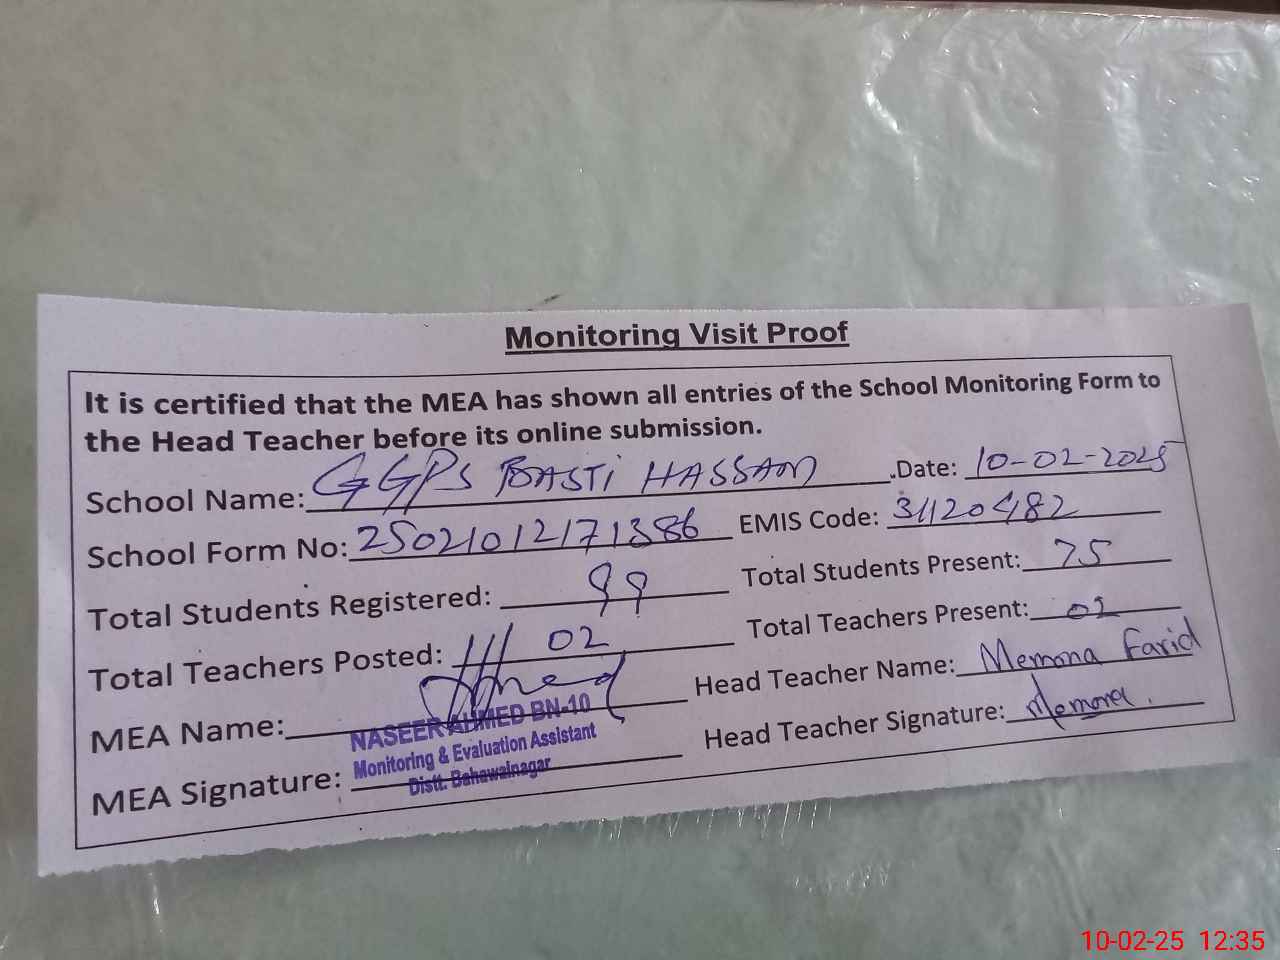 Monitoring Visit Proof
It is certified that the MEA has shown all entries of the School Monitoring Form to
the Head Teacher before its online submission.
School Name: GGPS BASTI HASSAN .Date: 10-02-2025
School Form No: 25021012171386 EMIS Code: 31120482
Total Students Registered: 99 Total Students Present: 75
Total Teachers Posted: 02 Total Teachers Present: 02
MEA Name: Head Teacher Name: Memona Farid
NASEER AHMED BN-10
MEA Signature: Monitoring & Evaluation Assistant Head Teacher Signature: Memona.
Distt. Bahawalnagar
10-02-25 12:35